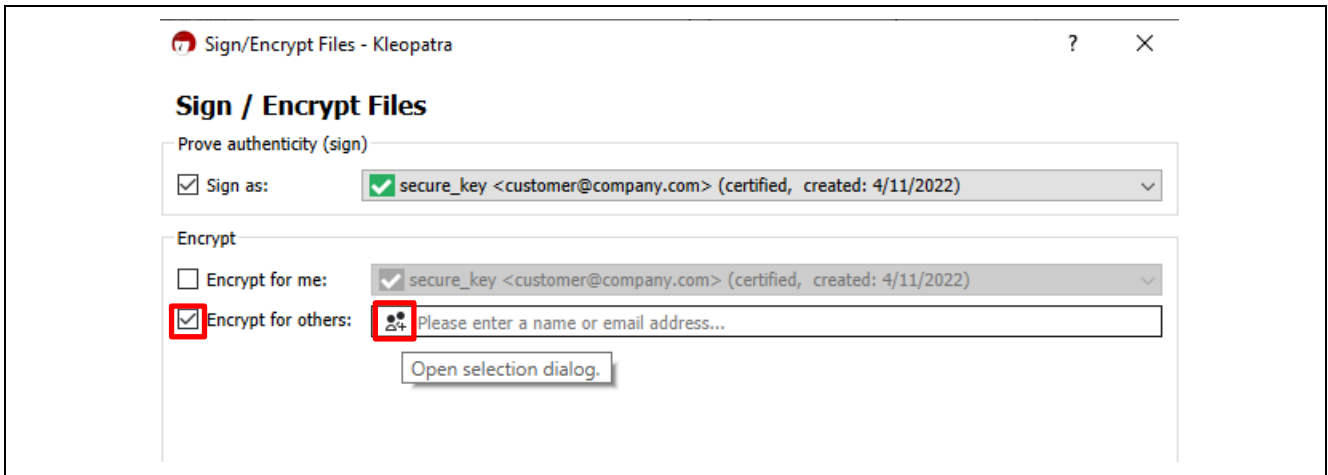 Sign/Encrypt Files - Kleopatra ?
Sign / Encrypt Files
Prove authenticity (sign)
Sign as: secure_key <customer@company.com> (certified, created: 4/11/2022)
Encrypt
Encrypt for me: secure_key <customer@company.com> (certified, created: 4/11/2022)
Encrypt for others: Please enter a name or email address...
Open selection dialog.